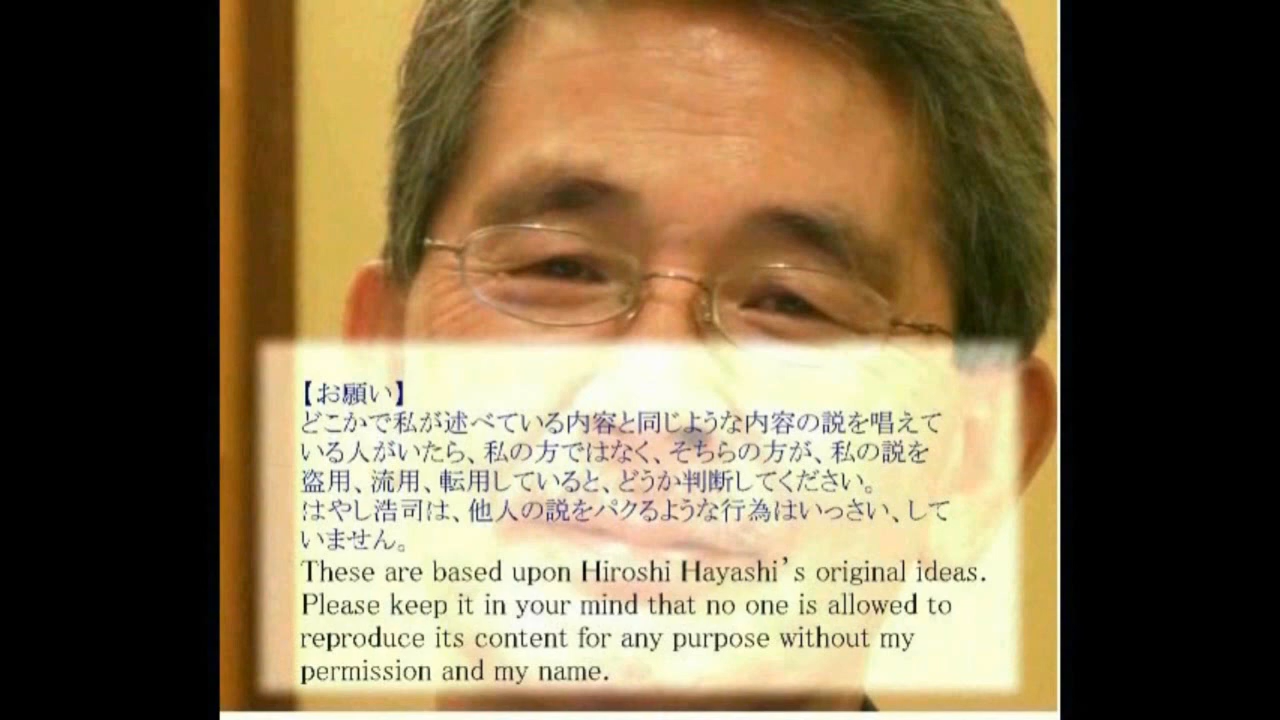 【お願い】
どこかで私が述べている内容と同じような内容の説を唱えて
いる人がいたら、私の方ではなく、そちらの方が、私の説を
盗用、流用、転用していると、どうか判断してください。
はやし浩司は、他人の説をパクるような行為はいっさい、して
いません。
These are based upon Hiroshi Hayashi's original ideas.
Please keep it in your mind that no one is allowed to
reproduce its content for any purpose without my
permission and my name.